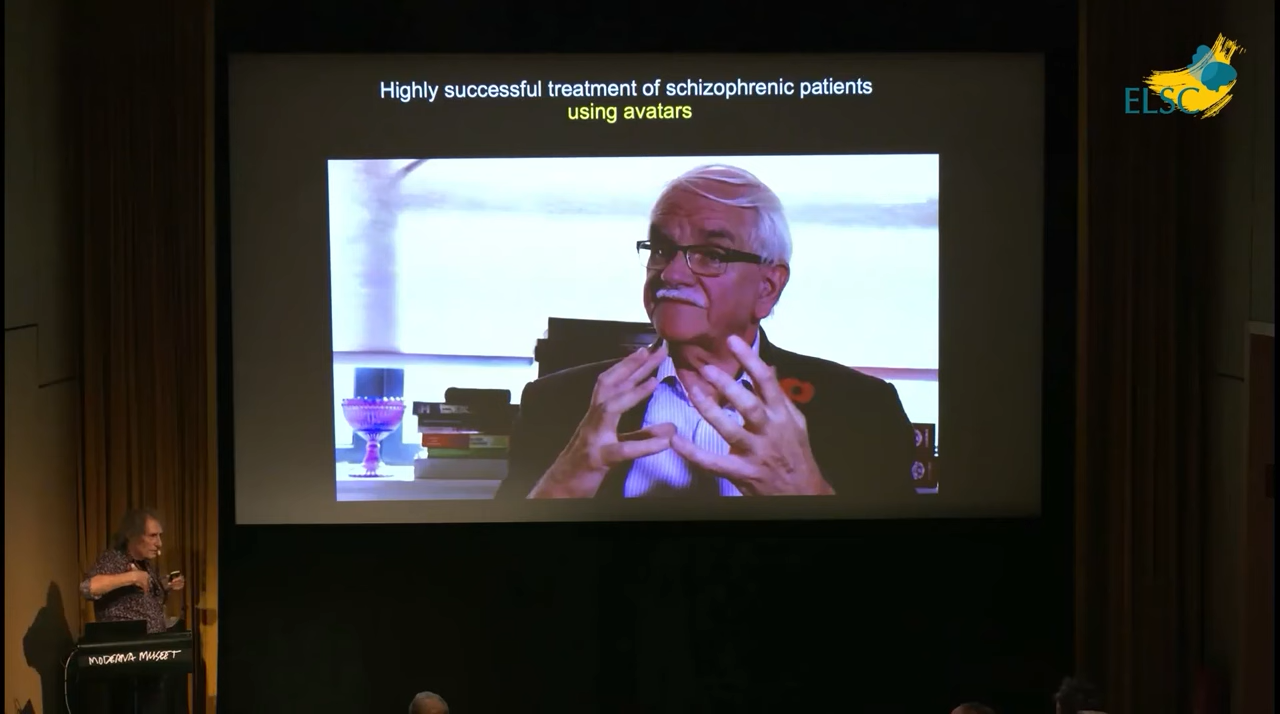 Highly successful treatment of schizophrenic patients
using avatars
ELSC
MODERNA MUSEET